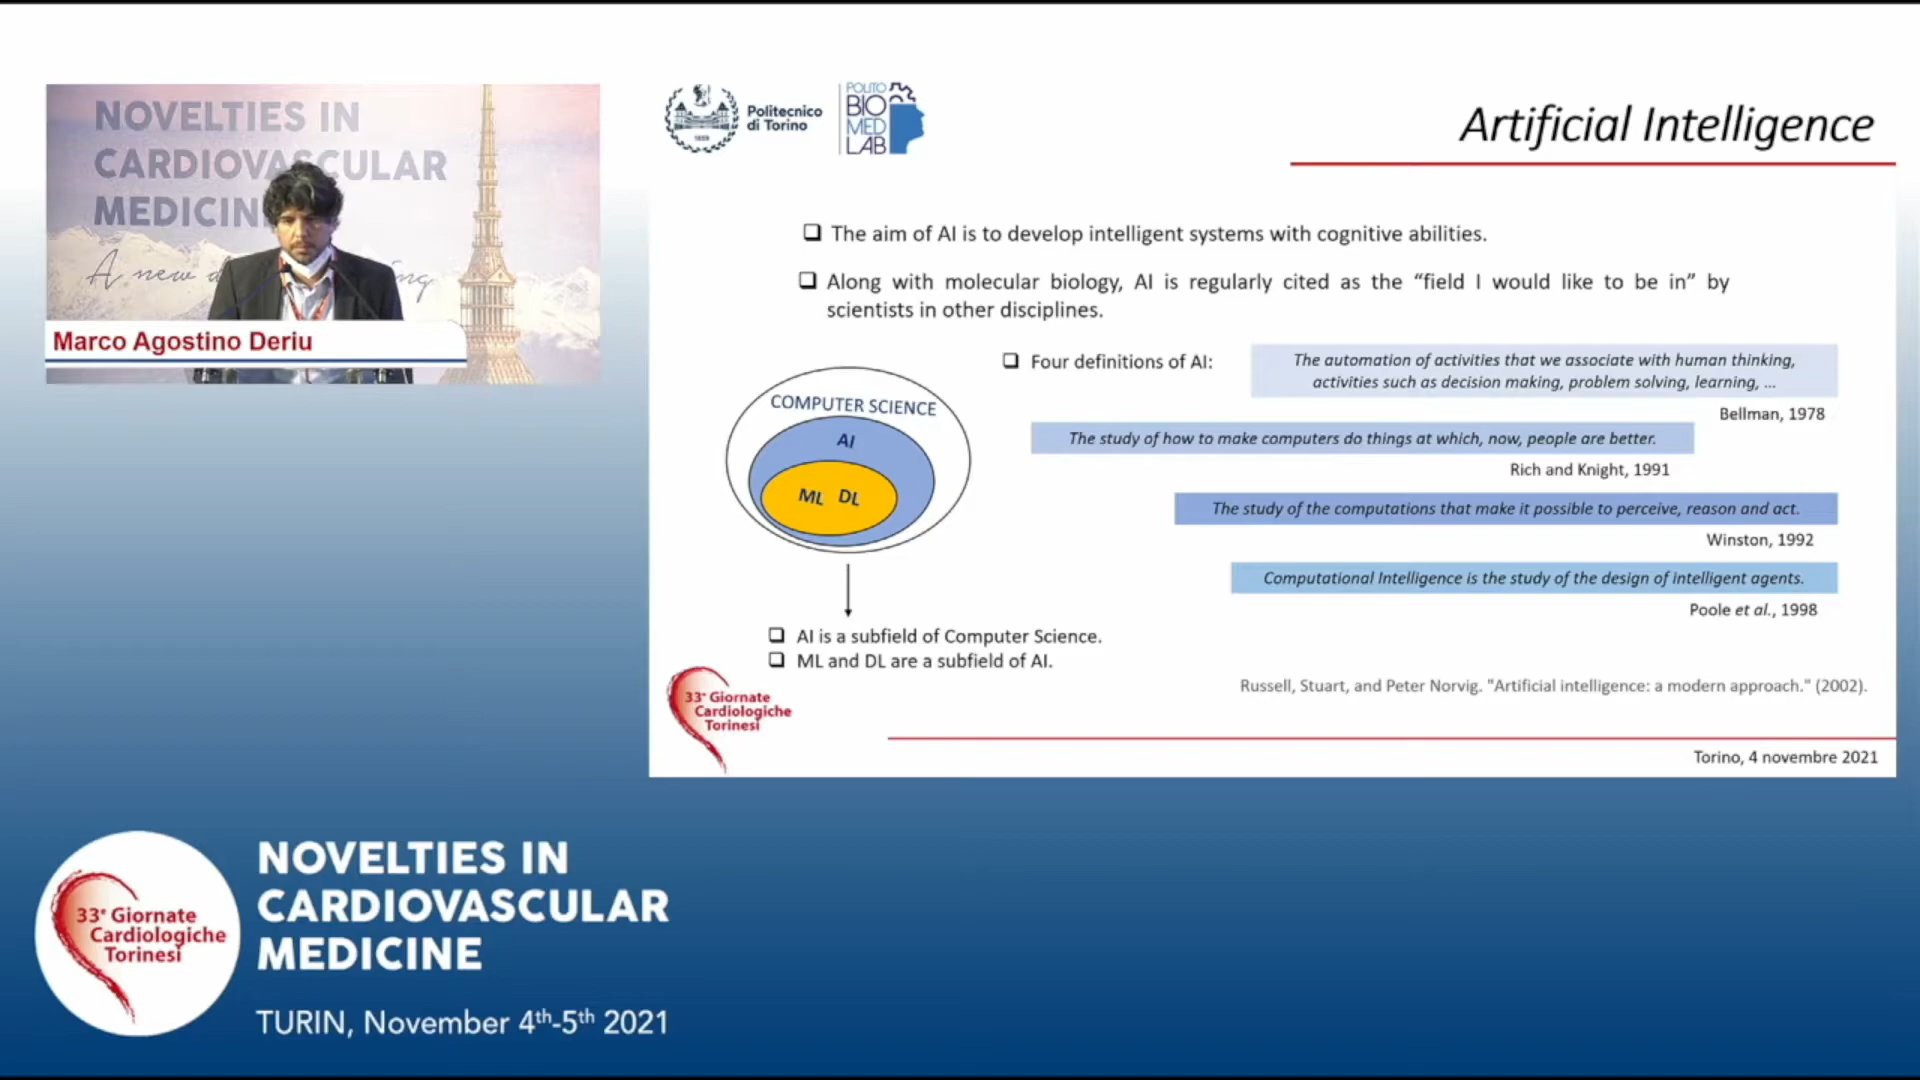 NOVELTIES IN
CARDIOVASCULAR
MEDICIN
A new d
ng
Marco Agostino Deriu
1859
Politecnico
di Torino
POLITO
BIO
MED
LAB
Artificial Intelligence
The aim of AI is to develop intelligent systems with cognitive abilities.
Along with molecular biology, AI is regularly cited as the “field I would like to be in” by
scientists in other disciplines.
Four definitions of AI:
The automation of activities that we associate with human thinking,
activities such as decision making, problem solving, learning, ...
Bellman, 1978
The study of how to make computers do things at which, now, people are better.
Rich and Knight, 1991
The study of the computations that make it possible to perceive, reason and act.
Winston, 1992
Computational Intelligence is the study of the design of intelligent agents.
Poole et al., 1998
COMPUTER SCIENCE
AI
ML DL
AI is a subfield of Computer Science.
ML and DL are a subfield of AI.
Russell, Stuart, and Peter Norvig. "Artificial intelligence: a modern approach." (2002).
33° Giornate
Cardiologiche
Torinesi
Torino, 4 novembre 2021
33° Giornate
Cardiologiche
Torinesi
NOVELTIES IN
CARDIOVASCULAR
MEDICINE
TURIN, November 4th-5th 2021